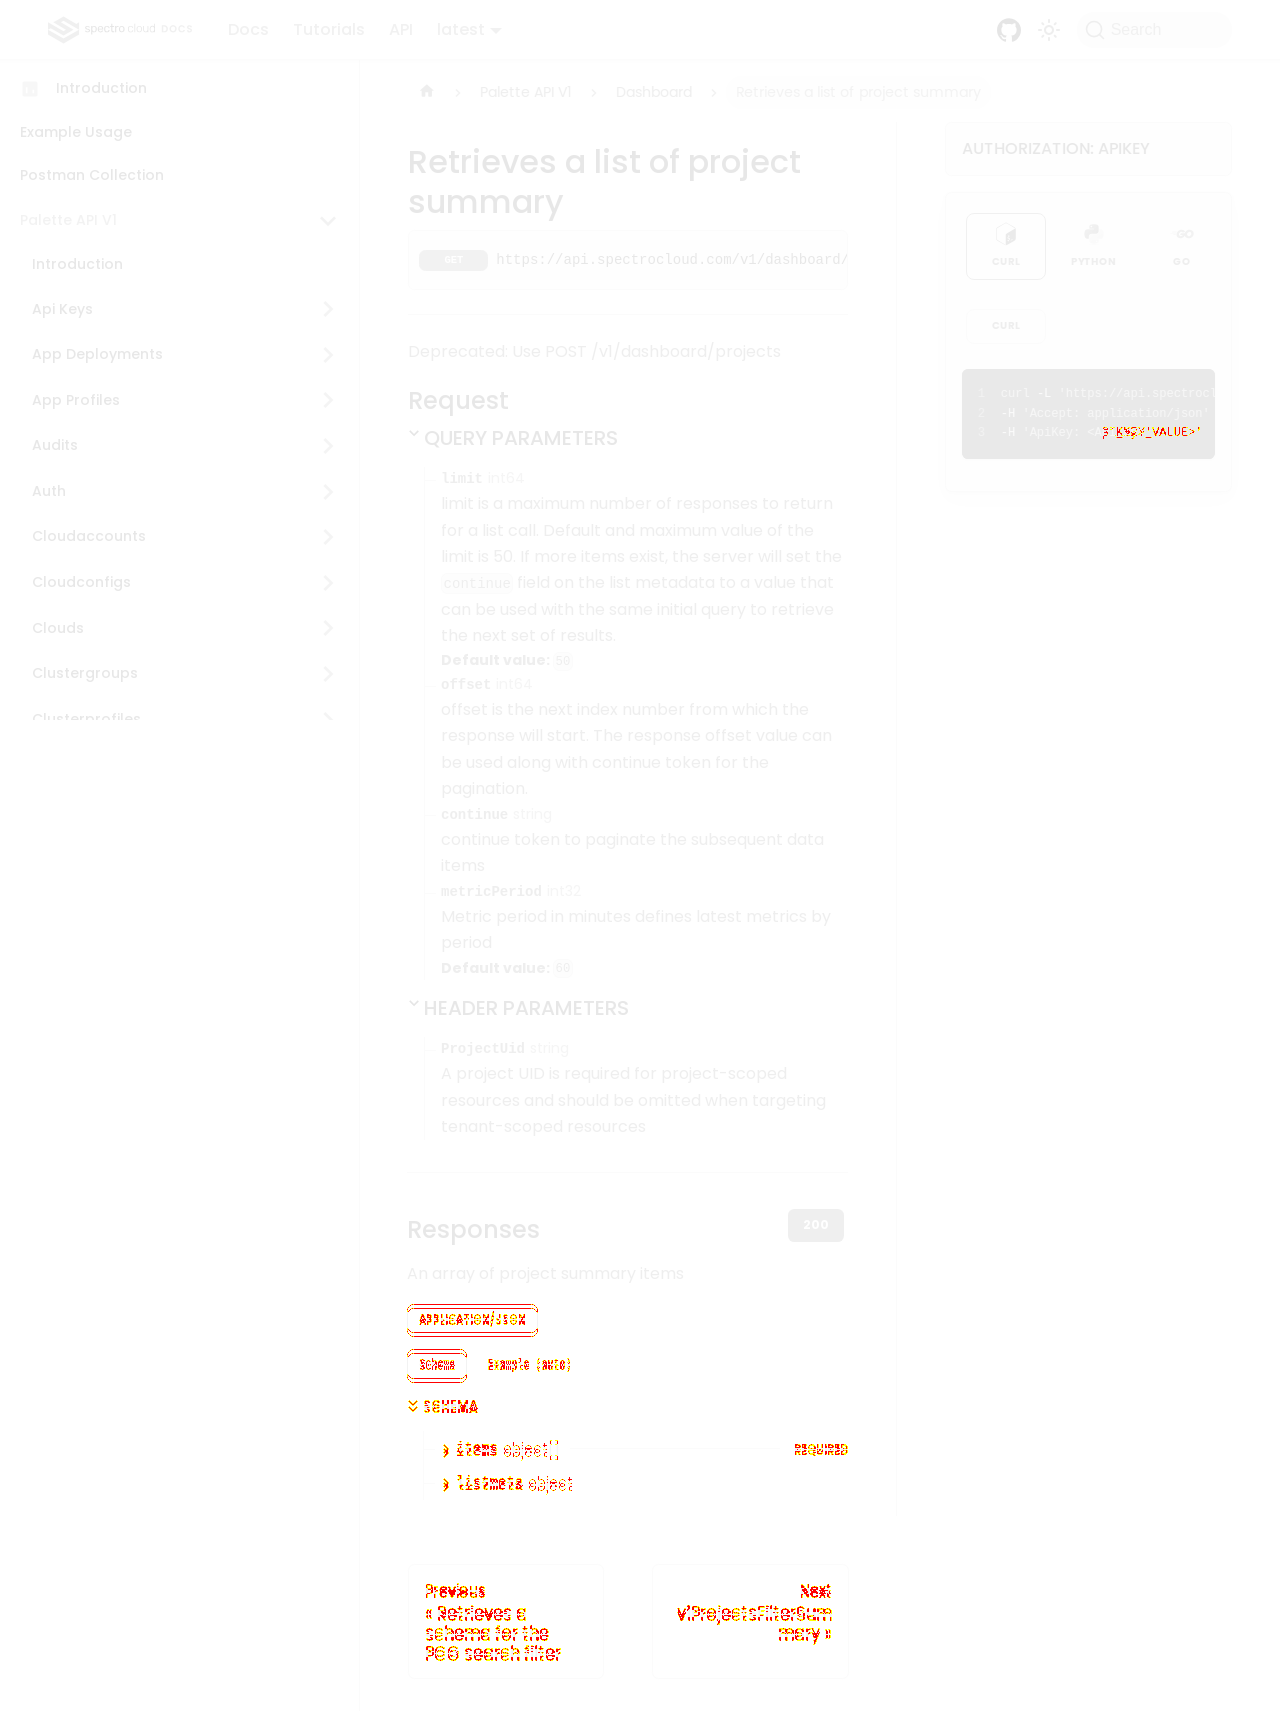 spectro cloud DOCS Docs Tutorials API latest Search
Introduction
Example Usage
Postman Collection
Palette API V1
Introduction
Api Keys
App Deployments
App Profiles
Audits
Auth
Cloudaccounts
Cloudconfigs
Clouds
Clustergroups
Clusterprofiles
Palette API V1 Dashboard Retrieves a list of project summary
Retrieves a list of project
summary
GET https://api.spectrocloud.com/v1/dashboard/
Deprecated: Use POST /v1/dashboard/projects
Request
QUERY PARAMETERS
limit int64
limit is a maximum number of responses to return
for a list call. Default and maximum value of the
limit is 50. If more items exist, the server will set the
continue field on the list metadata to a value that
can be used with the same initial query to retrieve
the next set of results.
Default value: 50
offset int64
offset is the next index number from which the
response will start. The response offset value can
be used along with continue token for the
pagination.
continue string
continue token to paginate the subsequent data
items
metricPeriod int32
Metric period in minutes defines latest metrics by
period
Default value: 60
HEADER PARAMETERS
ProjectUid string
A project UID is required for project-scoped
resources and should be omitted when targeting
tenant-scoped resources
Responses 200
An array of project summary items
APPLICATION/JSON
Schema Example (auto)
SCHEMA
items object[] REQUIRED
listmeta object
Previous
« Retrieves a
schema for the
PCG search filter
Next
v1ProjectsFilterSum
mary »
AUTHORIZATION: APIKEY
CURL PYTHON GO
CURL
1 curl -L 'https://api.spectrocl
2 -H 'Accept: application/json'
3 -H 'ApiKey: